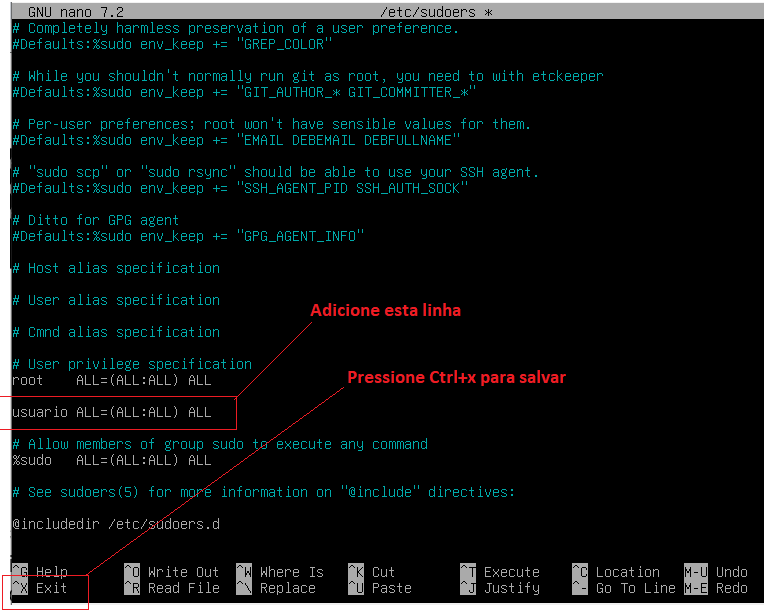 GNU nano 7.2 /etc/sudoers *
# Completely harmless preservation of a user preference.
#Defaults:%sudo env_keep += "GREP_COLOR"
# While you shouldn't normally run git as root, you need to with etckeeper
#Defaults:%sudo env_keep += "GIT_AUTHOR_* GIT_COMMITTER_*"
# Per-user preferences; root won't have sensible values for them.
#Defaults:%sudo env_keep += "EMAIL DEBEMAIL DEBFULLNAME"
# "sudo scp" or "sudo rsync" should be able to use your SSH agent.
#Defaults:%sudo env_keep += "SSH_AGENT_PID SSH_AUTH_SOCK"
# Ditto for GPG agent
#Defaults:%sudo env_keep += "GPG_AGENT_INFO"
# Host alias specification
# User alias specification
Adicione esta linha
# Cmnd alias specification
# User privilege specification
root ALL=(ALL:ALL) ALL
Pressione Ctrl+x para salvar
usuario ALL=(ALL:ALL) ALL
# Allow members of group sudo to execute any command
%sudo ALL=(ALL:ALL) ALL
# See sudoers(5) for more information on "@include" directives:
@includedir /etc/sudoers.d
^G Help ^O Write Out ^W Where Is ^K Cut ^T Execute ^C Location M-U Undo
^X Exit ^R Read File ^\ Replace ^U Paste ^J Justify ^- Go To Line M-E Redo